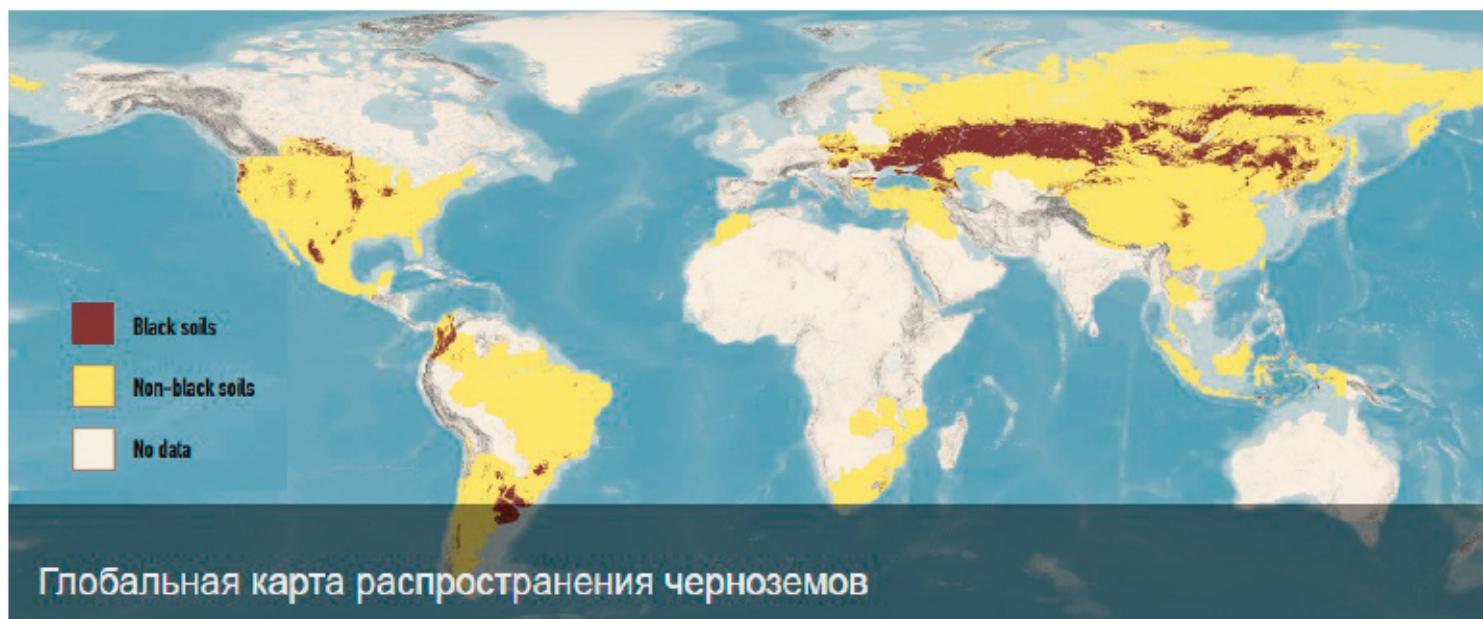 Black soils
Non-black soils
No data
Глобальная карта распространения черноземов